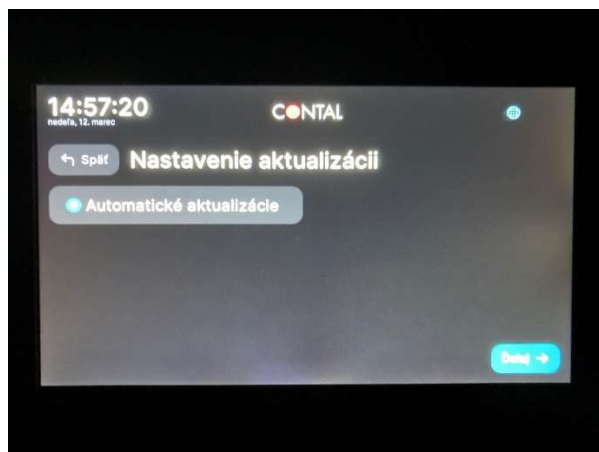 14:57:20
nedeľa, 12. marec
CONTAL
Späť
Nastavenie aktualizácii
Automatické aktualizácie
Ďalej